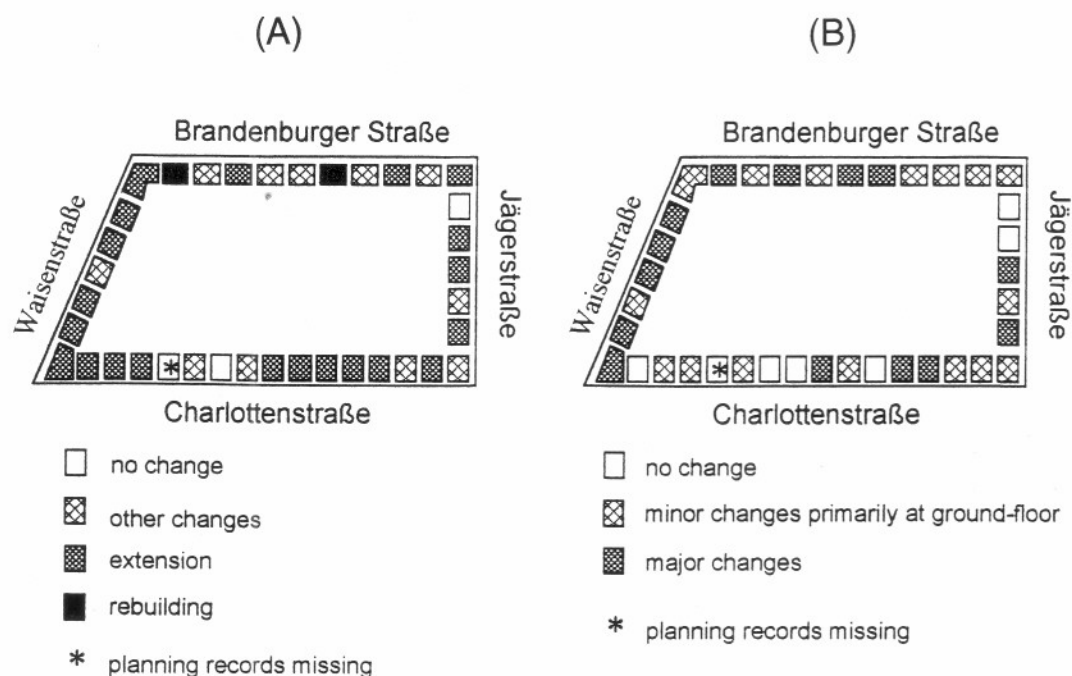 (A)
Brandenburger Straße
Waisenstraße
Jägerstraße
*
Charlottenstraße
no change
other changes
extension
rebuilding
* planning records missing
(B)
Brandenburger Straße
Waisenstraße
Jägerstraße
*
Charlottenstraße
no change
minor changes primarily at ground-floor
major changes
* planning records missing